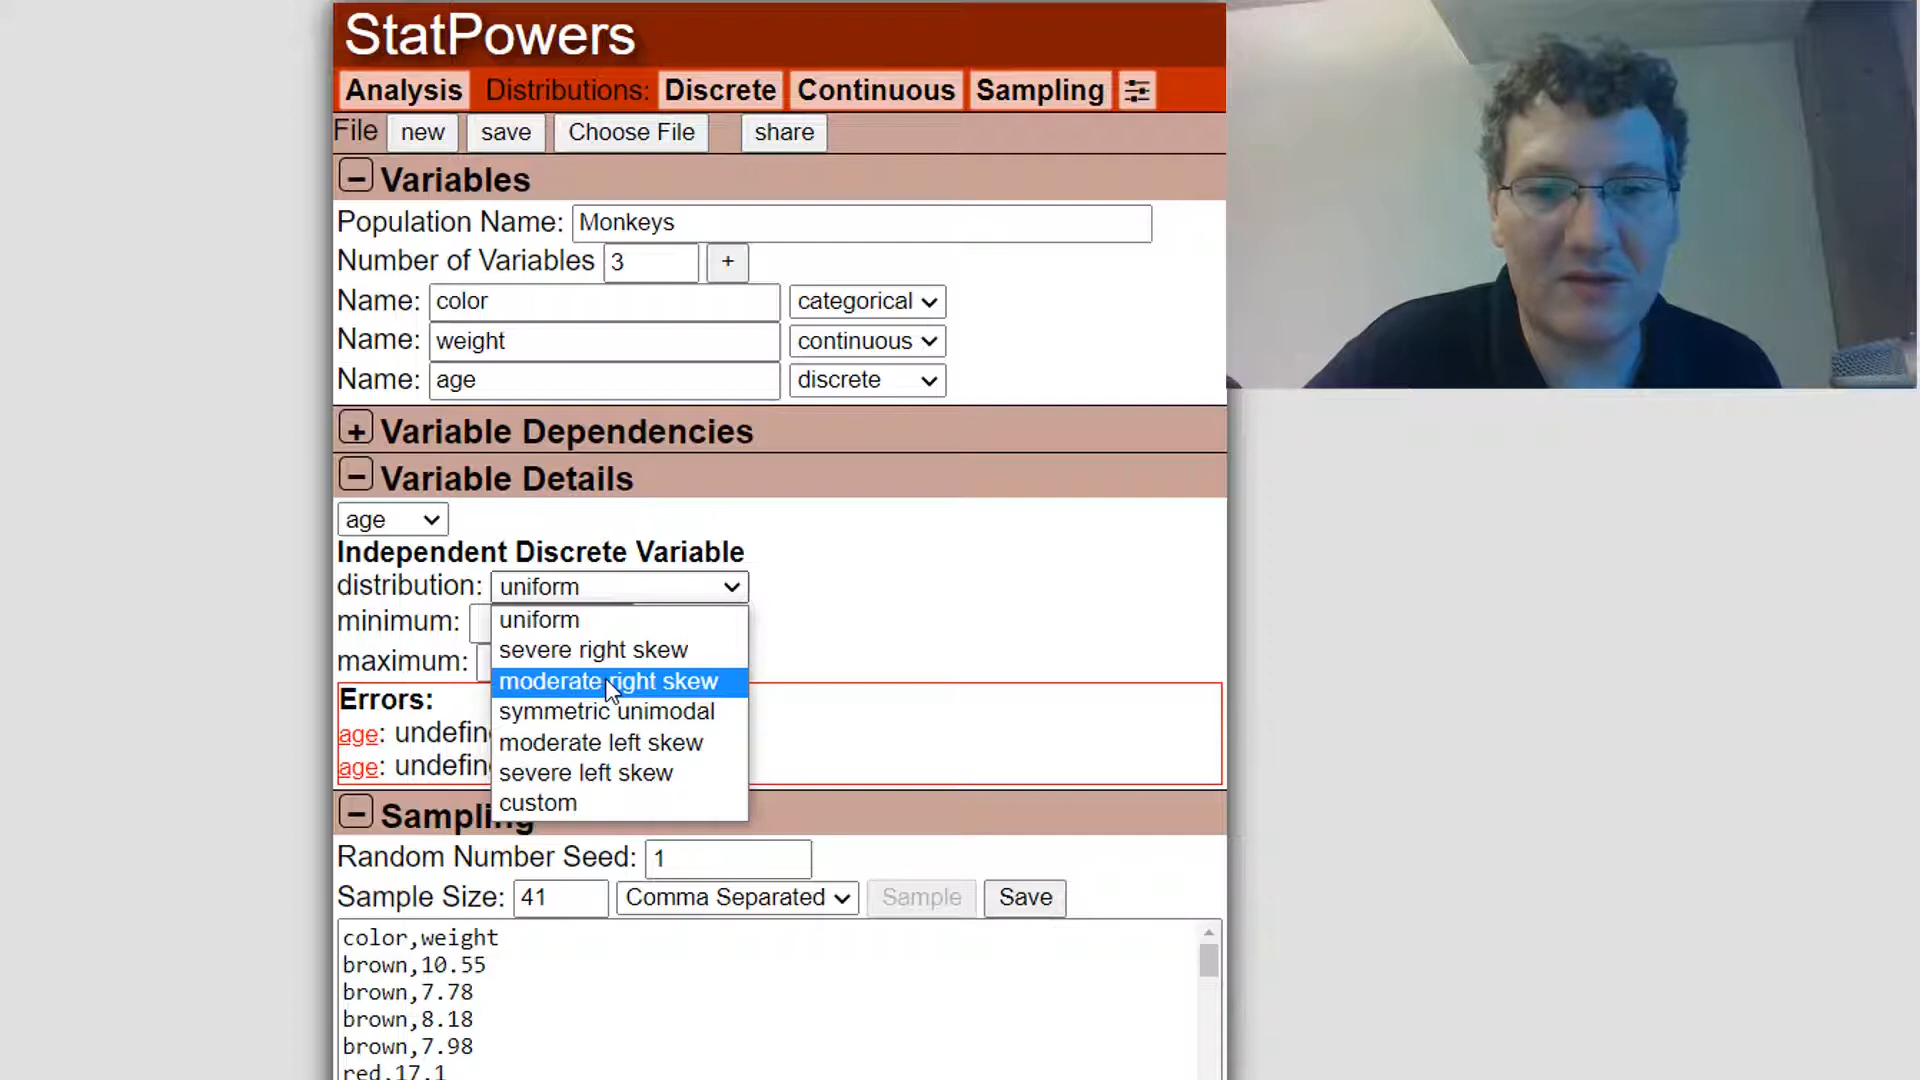 StatPowers
Analysis Distributions: Discrete Continuous Sampling
File new save Choose File share
− Variables
Population Name: Monkeys
Number of Variables 3 +
Name: color categorical
Name: weight continuous
Name: age discrete
+ Variable Dependencies
− Variable Details
age
Independent Discrete Variable
distribution: uniform
minimum:
uniform
severe right skew
maximum:
moderate right skew
Errors:
symmetric unimodal
age: undefin
moderate left skew
age: undefin
severe left skew
custom
− Sampling
Random Number Seed: 1
Sample Size: 41 Comma Separated Sample Save
color,weight
brown,10.55
brown,7.78
brown,8.18
brown,7.98
red,17.1